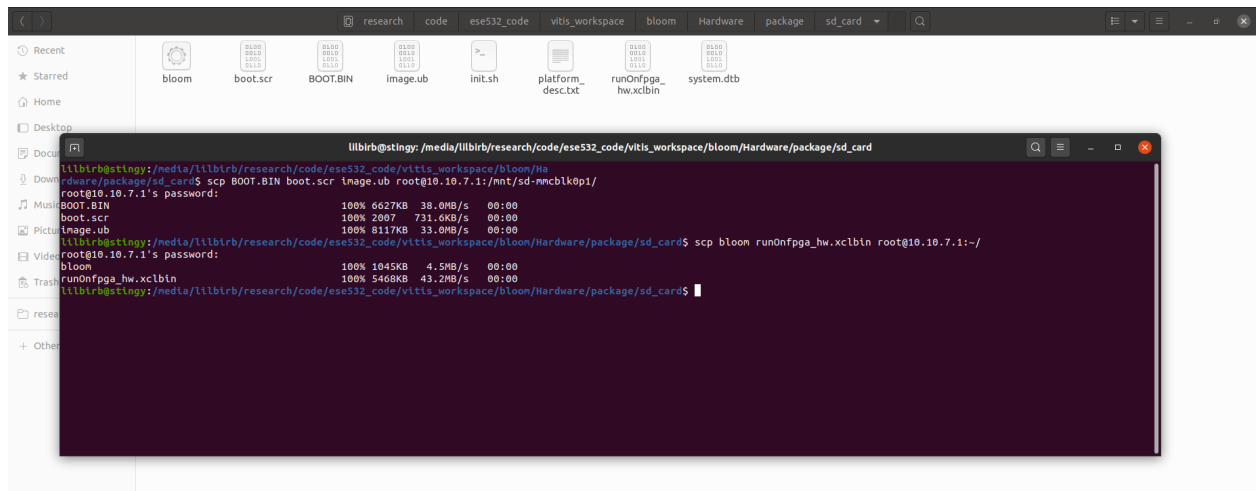 research code ese532_code vitis_workspace bloom Hardware package sd_card
Recent
Starred
Home
Desktop
Docu
Down
Music
Pictu
Video
Trash
resea
+ Other
bloom
boot.scr
BOOT.BIN
image.ub
init.sh
platform_
desc.txt
runOnfpga_
hw.xclbin
system.dtb
lilbirb@stingy: /media/lilbirb/research/code/ese532_code/vitis_workspace/bloom/Hardware/package/sd_card
lilbirb@stingy:/media/lilbirb/research/code/ese532_code/vitis_workspace/bloom/Ha
rdware/package/sd_card$ scp BOOT.BIN boot.scr image.ub root@10.10.7.1:/mnt/sd-mmcblk0p1/
root@10.10.7.1's password:
BOOT.BIN 100% 6627KB 38.0MB/s 00:00
boot.scr 100% 2007 731.6KB/s 00:00
image.ub 100% 8117KB 33.0MB/s 00:00
lilbirb@stingy:/media/lilbirb/research/code/ese532_code/vitis_workspace/bloom/Hardware/package/sd_card$ scp bloom runOnfpga_hw.xclbin root@10.10.7.1:~/
root@10.10.7.1's password:
bloom 100% 1045KB 4.5MB/s 00:00
runOnfpga_hw.xclbin 100% 5468KB 43.2MB/s 00:00
lilbirb@stingy:/media/lilbirb/research/code/ese532_code/vitis_workspace/bloom/Hardware/package/sd_card$